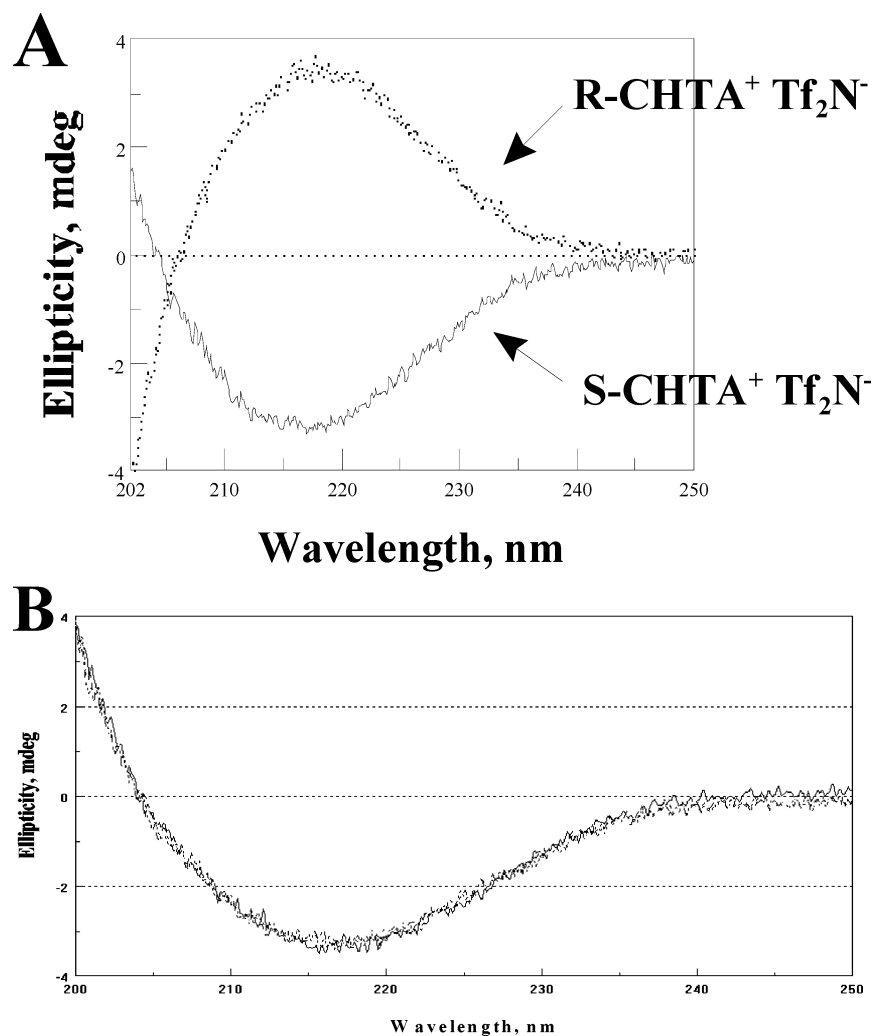 A
4
2
0
-2
-4
Ellipticity, mdeg
R-CHTA⁺ Tf₂N⁻
S-CHTA⁺ Tf₂N⁻
202 210 220 230 240 250
Wavelength, nm
B
4
2
0
-2
-4
Ellipticity, mdeg
200 210 220 230 240 250
Wavelength, nm